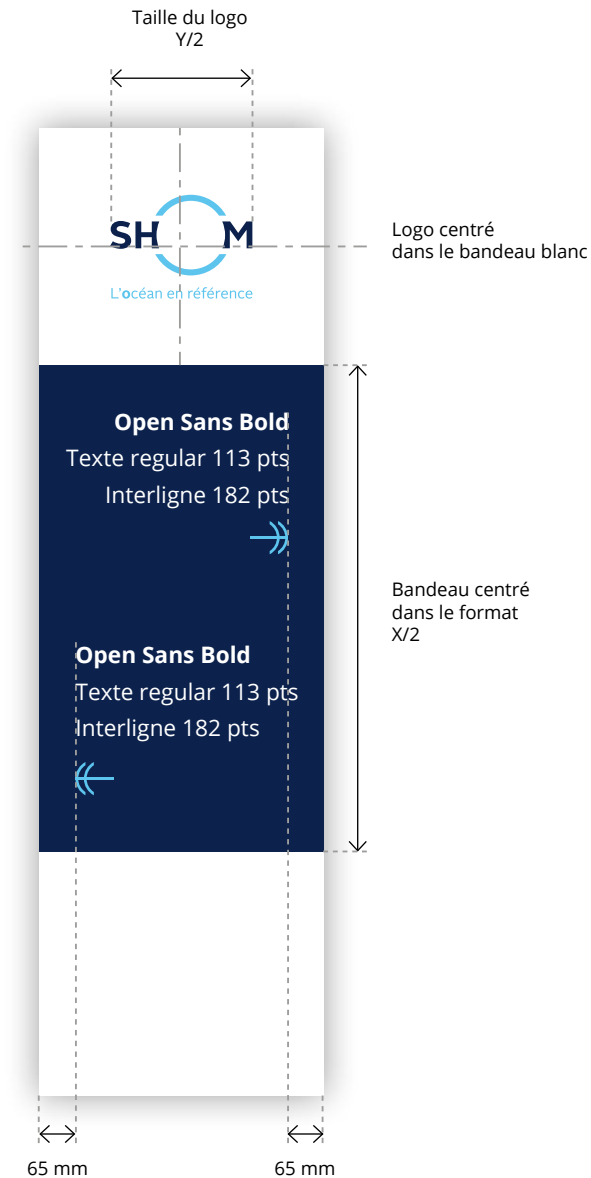 Taille du logo
Y/2
SHOM
L'océan en référence
Logo centré
dans le bandeau blanc
Open Sans Bold
Texte regular 113 pts
Interligne 182 pts
Bandeau centré
dans le format
X/2
Open Sans Bold
Texte regular 113 pts
Interligne 182 pts
65 mm
65 mm